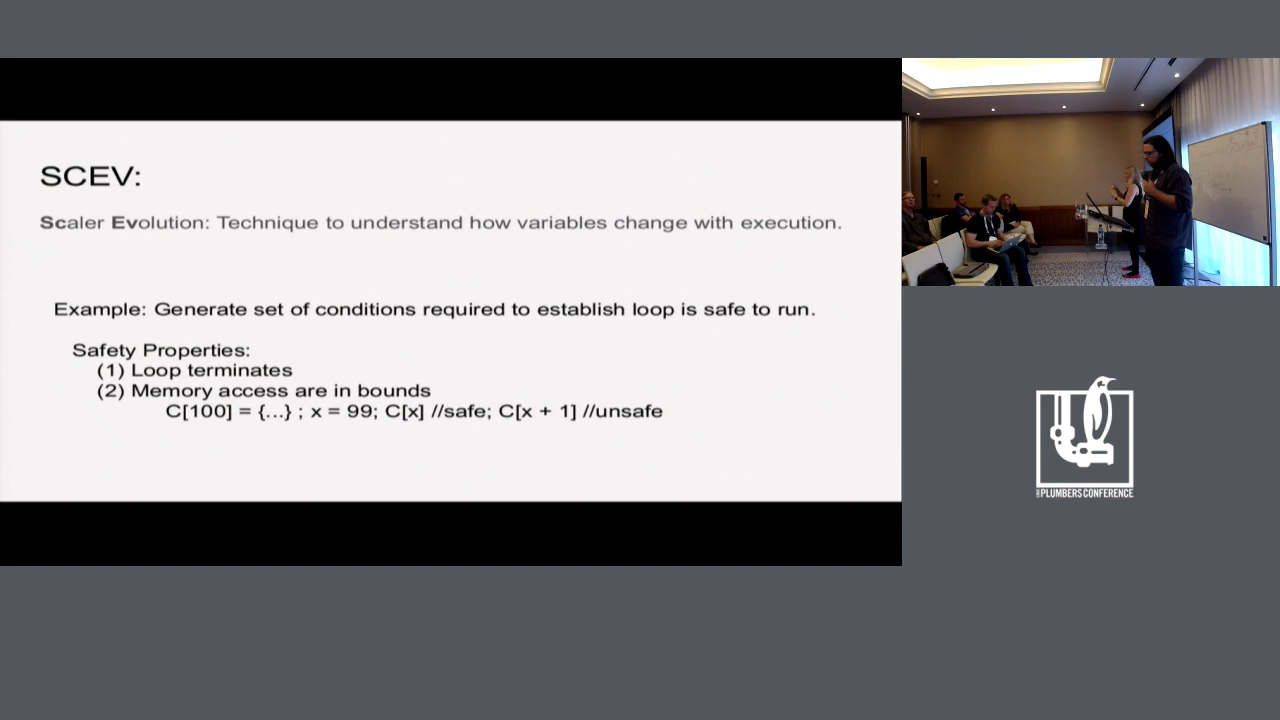 SCEV:
Scaler Evolution: Technique to understand how variables change with execution.
Example: Generate set of conditions required to establish loop is safe to run.
Safety Properties:
(1) Loop terminates
(2) Memory access are in bounds
C[100] = {...} ; x = 99; C[x] //safe; C[x + 1] //unsafe
PLUMBERS CONFERENCE